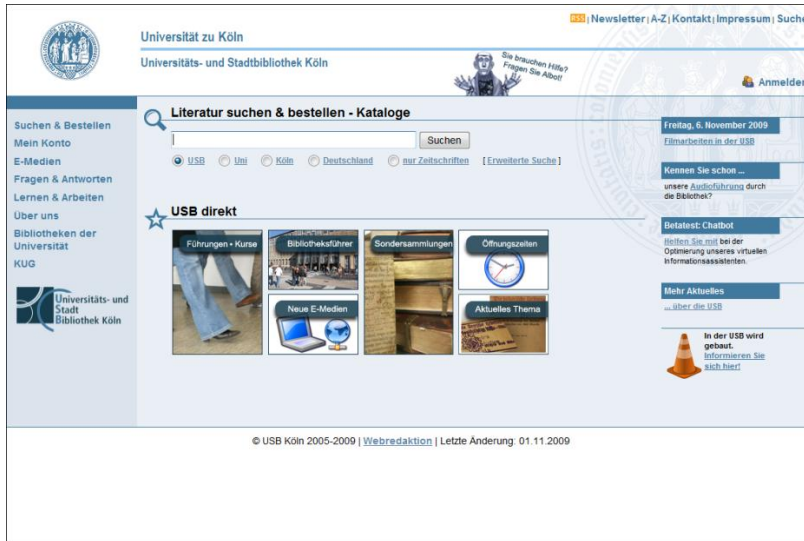 RSS | Newsletter | A-Z | Kontakt | Impressum | Suche
Universität zu Köln
Universitäts- und Stadtbibliothek Köln
Sie brauchen Hilfe?
Fragen Sie Albot!
Anmelden
Suchen & Bestellen
Mein Konto
E-Medien
Fragen & Antworten
Lernen & Arbeiten
Über uns
Bibliotheken der
Universität
KUG
Universitäts- und
Stadt
Bibliothek Köln
Literatur suchen & bestellen - Kataloge
Suchen
USB Uni Köln Deutschland nur Zeitschriften [Erweiterte Suche]
USB direkt
Führungen • Kurse
Bibliotheksführer
Sondersammlungen
Öffnungszeiten
Neue E-Medien
Aktuelles Thema
Freitag, 6. November 2009
Filmarbeiten in der USB
Kennen Sie schon ...
unsere Audioführung durch
die Bibliothek?
Betatest: Chatbot
Helfen Sie mit bei der
Optimierung unseres virtuellen
Informationsassistenten.
Mehr Aktuelles
... über die USB
In der USB wird
gebaut.
Informieren Sie
sich hier!
© USB Köln 2005-2009 | Webredaktion | Letzte Änderung: 01.11.2009